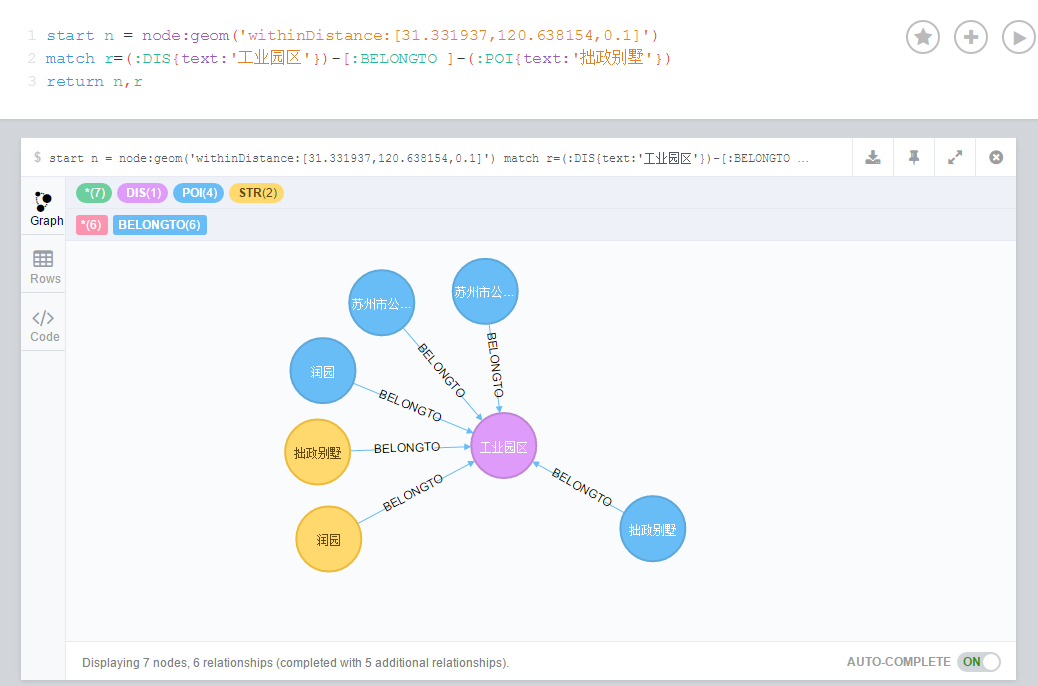 1 start n = node:geom('withinDistance:[31.331937,120.638154,0.1]')
2 match r=(:DIS{text:'工业园区'})-[:BELONGTO ]-(:POI{text:'拙政别墅'})
3 return n,r
$ start n = node:geom('withinDistance:[31.331937,120.638154,0.1]') match r=(:DIS{text:'工业园区'})-[:BELONGTO ...
*(7) DIS(1) POI(4) STR(2)
*(6) BELONGTO(6)
Graph
Rows
Code
苏州市公...
苏州市公...
BELONGTO
BELONGTO
润园
BELONGTO
拙政别墅
BELONGTO
工业园区
BELONGTO
BELONGTO
润园
拙政别墅
Displaying 7 nodes, 6 relationships (completed with 5 additional relationships).
AUTO-COMPLETE ON